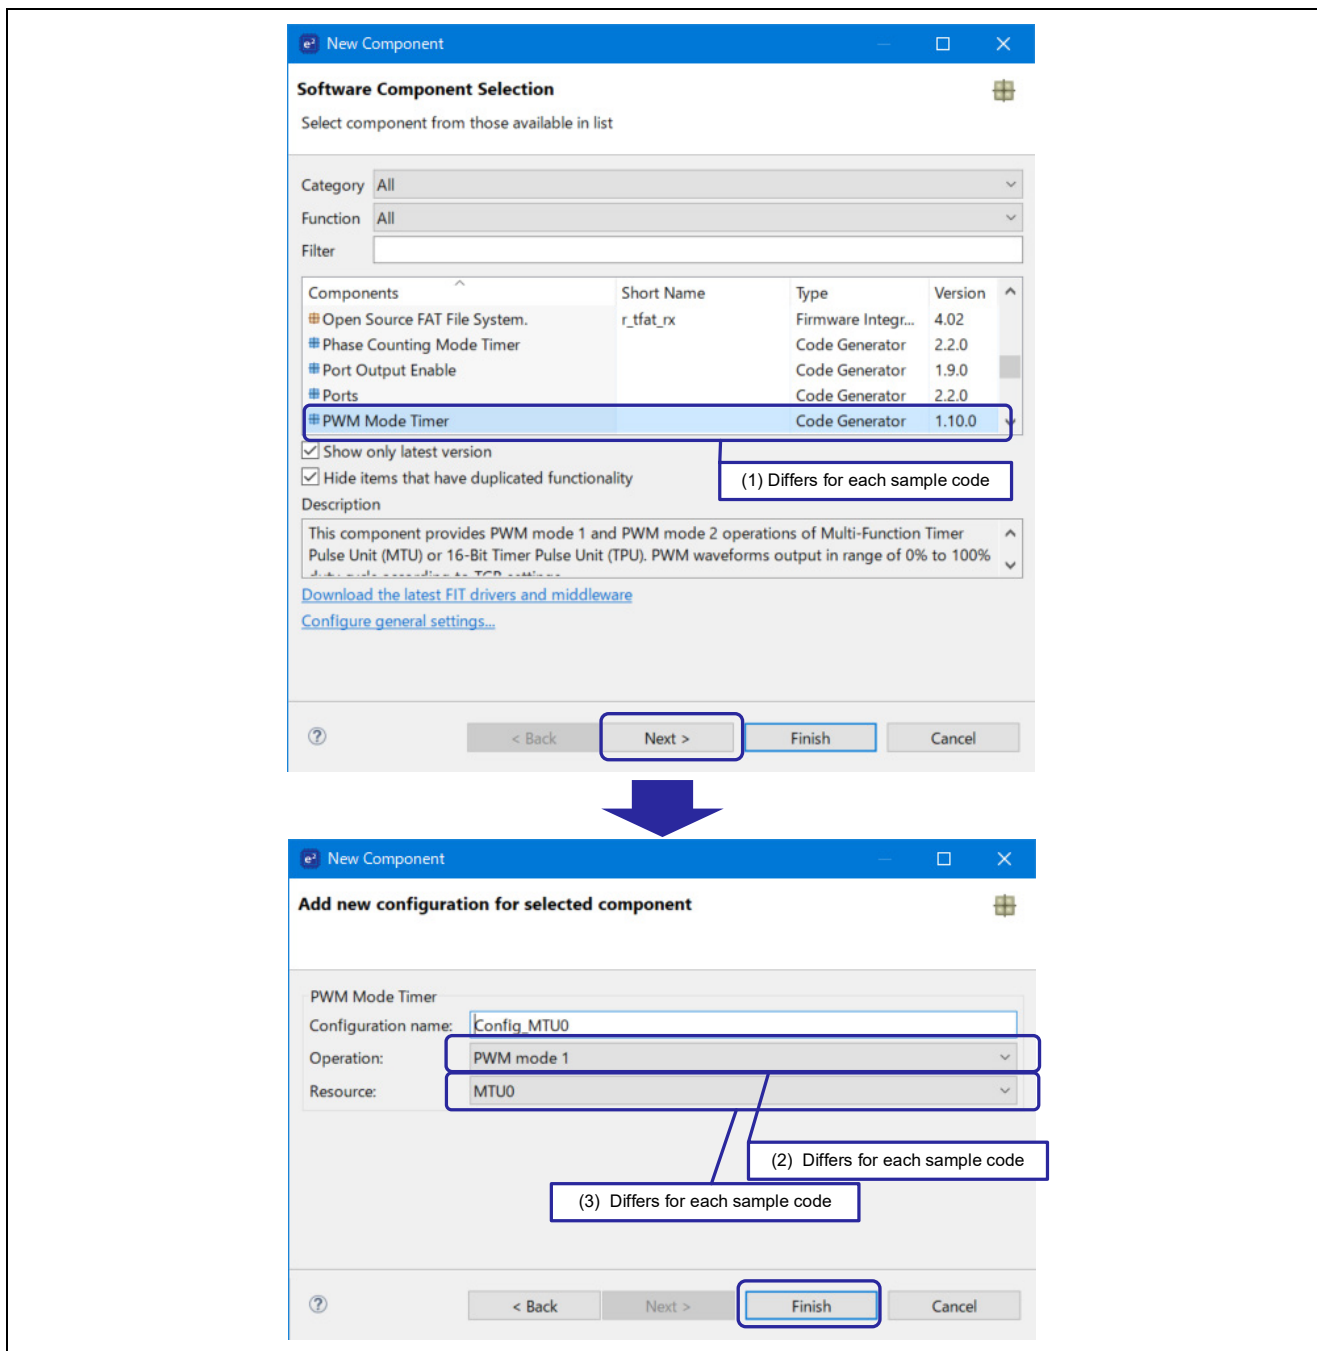 e² New Component
Software Component Selection
Select component from those available in list
Category All
Function All
Filter
Components Short Name Type Version
Open Source FAT File System. r_tfat_rx Firmware Integr... 4.02
Phase Counting Mode Timer Code Generator 2.2.0
Port Output Enable Code Generator 1.9.0
Ports Code Generator 2.2.0
PWM Mode Timer Code Generator 1.10.0
Show only latest version
Hide items that have duplicated functionality
(1) Differs for each sample code
Description
This component provides PWM mode 1 and PWM mode 2 operations of Multi-Function Timer
Pulse Unit (MTU) or 16-Bit Timer Pulse Unit (TPU). PWM waveforms output in range of 0% to 100%
duty cycle according to TGR settings
Download the latest FIT drivers and middleware
Configure general settings...
? < Back Next > Finish Cancel
e² New Component
Add new configuration for selected component
PWM Mode Timer
Configuration name: Config_MTU0
Operation: PWM mode 1
Resource: MTU0
(2) Differs for each sample code
(3) Differs for each sample code
? < Back Next > Finish Cancel